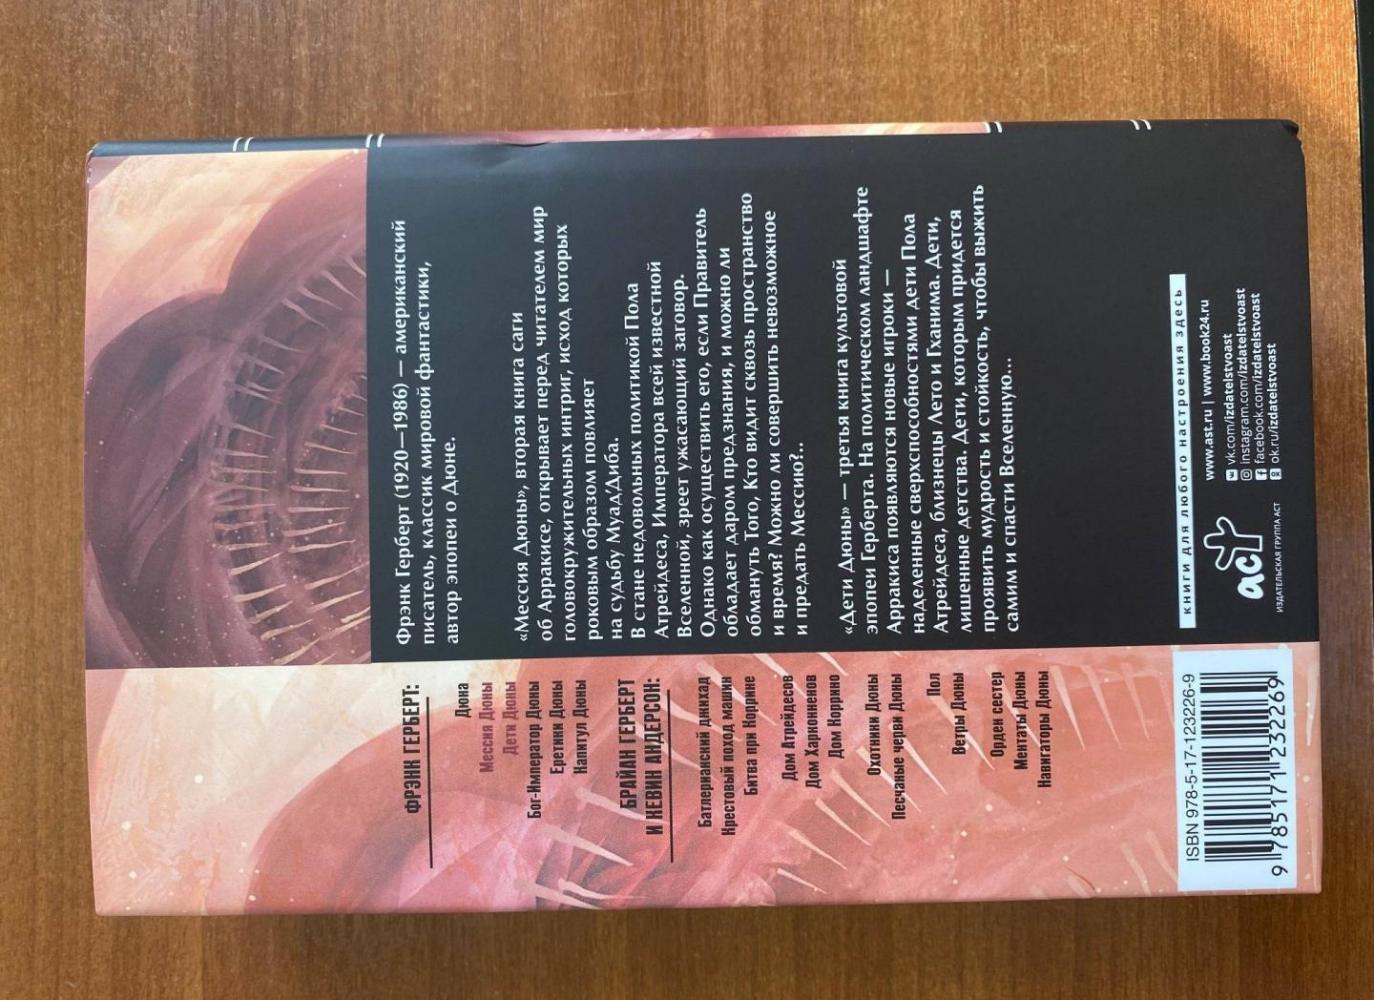 Фрэнк Герберт (1920—1986) — американский
писатель, классик мировой фантастики,
автор эпопеи о Дюне.
«Мессия Дюны», вторая книга саги
об Арракисе, открывает перед читателем мир
головокружительных интриг, исход которых
роковым образом повлияет
на судьбу Муад'Диба.
В стане недовольных политикой Пола
Атрейдеса, Императора всей известной
Вселенной, зреет ужасающий заговор.
Однако как осуществить его, если Правитель
обладает даром предзнания, и можно ли
обмануть Того, Кто видит сквозь пространство
и время? Можно ли совершить невозможное
и предать Мессию?..
«Дети Дюны» — третья книга культовой
эпопеи Герберта. На политическом ландшафте
Арракиса появляются новые игроки —
наделенные сверхспособностями дети Пола
Атрейдеса, близнецы Лето и Гханима. Дети,
лишенные детства. Дети, которым придется
проявить мудрость и стойкость, чтобы выжить
самим и спасти Вселенную...
книги для любого настроения здесь
аст
ИЗДАТЕЛЬСКАЯ ГРУППА АСТ
www.ast.ru | www.book24.ru
vk.com/izdatelstvoast
instagram.com/izdatelstvoast
facebook.com/izdatelstvoast
ok.ru/izdatelstvoast
ФРЭНК ГЕРБЕРТ:
Дюна
Мессия Дюны
Дети Дюны
Бог-Император Дюны
Еретики Дюны
Капитул Дюны
БРАЙАН ГЕРБЕРТ
И КЕВИН АНДЕРСОН:
Батлерианский джихад
Крестовый поход машин
Битва при Коррине
Дом Атрейдесов
Дом Харконненов
Дом Коррино
Охотники Дюны
Песчаные черви Дюны
Пол
Ветры Дюны
Орден сестер
Ментаты Дюны
Навигаторы Дюны
ISBN 978-5-17-123226-9
9 785171 232269